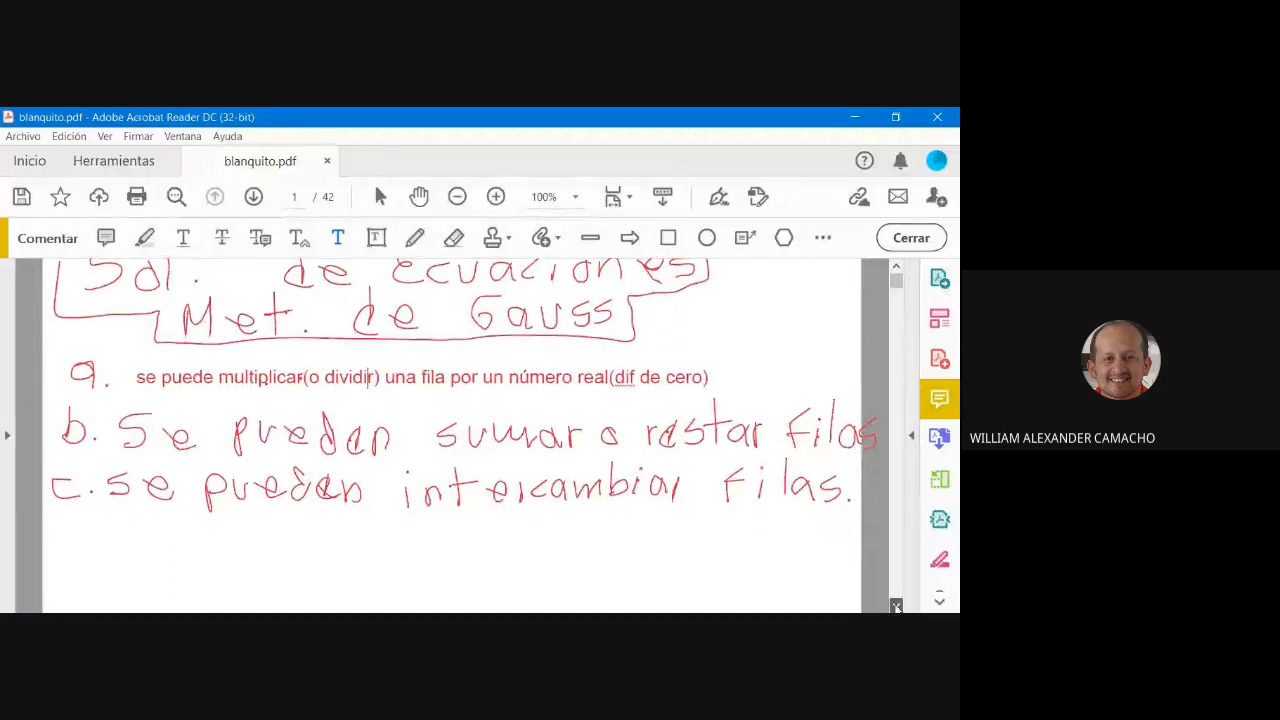 blanquito.pdf - Adobe Acrobat Reader DC (32-bit)
Archivo Edición Ver Firmar Ventana Ayuda
Inicio Herramientas blanquito.pdf ×
1 / 42 100%
Comentar Cerrar
Sol. de ecuaciones
Met. de Gauss
a. se puede multiplicar(o dividir) una fila por un número real(dif de cero)
b. Se pueden sumar o restar filas
c. se pueden intercambiar filas.
WILLIAM ALEXANDER CAMACHO